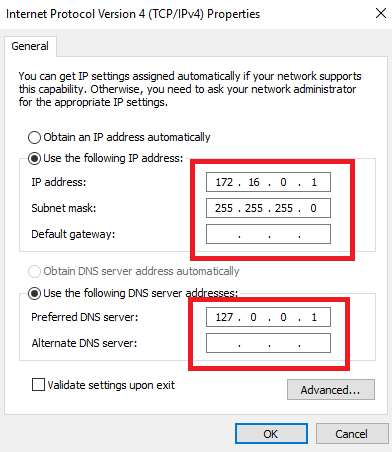 Internet Protocol Version 4 (TCP/IPv4) Properties
General
You can get IP settings assigned automatically if your network supports
this capability. Otherwise, you need to ask your network administrator
for the appropriate IP settings.
Obtain an IP address automatically
Use the following IP address:
IP address: 172 . 16 . 0 . 1
Subnet mask: 255 . 255 . 255 . 0
Default gateway: . . .
Obtain DNS server address automatically
Use the following DNS server addresses:
Preferred DNS server: 127 . 0 . 0 . 1
Alternate DNS server: . . .
Validate settings upon exit
Advanced...
OK Cancel